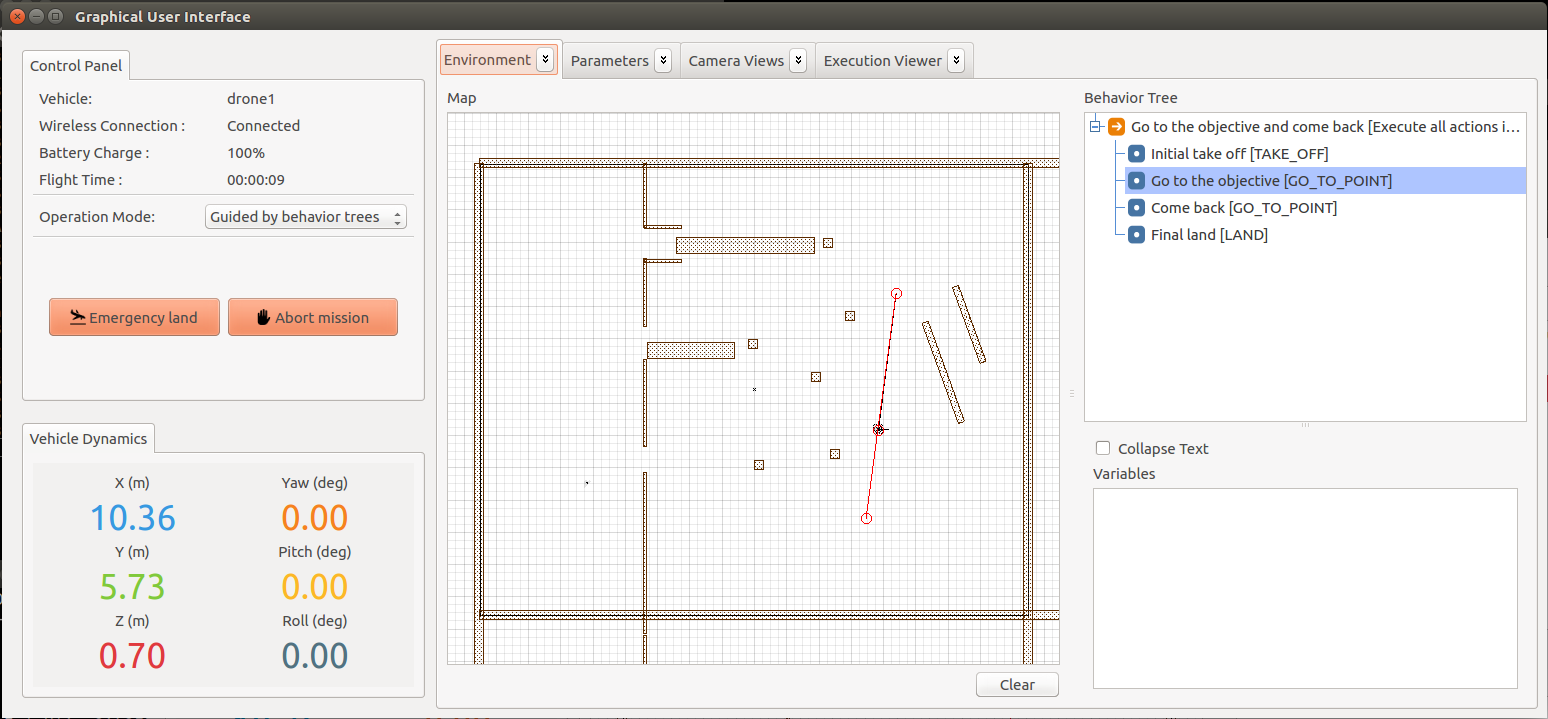 Graphical User Interface
Control Panel
Vehicle: drone1
Wireless Connection : Connected
Battery Charge : 100%
Flight Time : 00:00:09
Operation Mode: Guided by behavior trees
Emergency land Abort mission
Vehicle Dynamics
X (m) Yaw (deg)
10.36 0.00
Y (m) Pitch (deg)
5.73 0.00
Z (m) Roll (deg)
0.70 0.00
Environment Parameters Camera Views Execution Viewer
Map
Clear
Behavior Tree
Go to the objective and come back [Execute all actions i...
Initial take off [TAKE_OFF]
Go to the objective [GO_TO_POINT]
Come back [GO_TO_POINT]
Final land [LAND]
Collapse Text
Variables